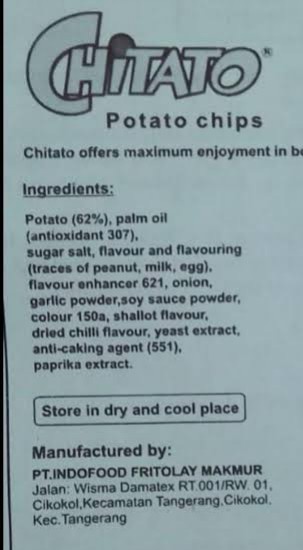 CHITATO®
Potato chips
Chitato offers maximum enjoyment in
Ingredients:
Potato (62%), palm oil
(antioxidant 307),
sugar salt, flavour and flavouring
(traces of peanut, milk, egg),
flavour enhancer 621, onion,
garlic powder,soy sauce powder,
colour 150a, shallot flavour,
dried chilli flavour, yeast extract,
anti-caking agent (551),
paprika extract.
Store in dry and cool place
Manufactured by:
PT.INDOFOOD FRITOLAY MAKMUR
Jalan: Wisma Damatex RT.001/RW. 01,
Cikokol,Kecamatan Tangerang,Cikokol.
Kec.Tangerang